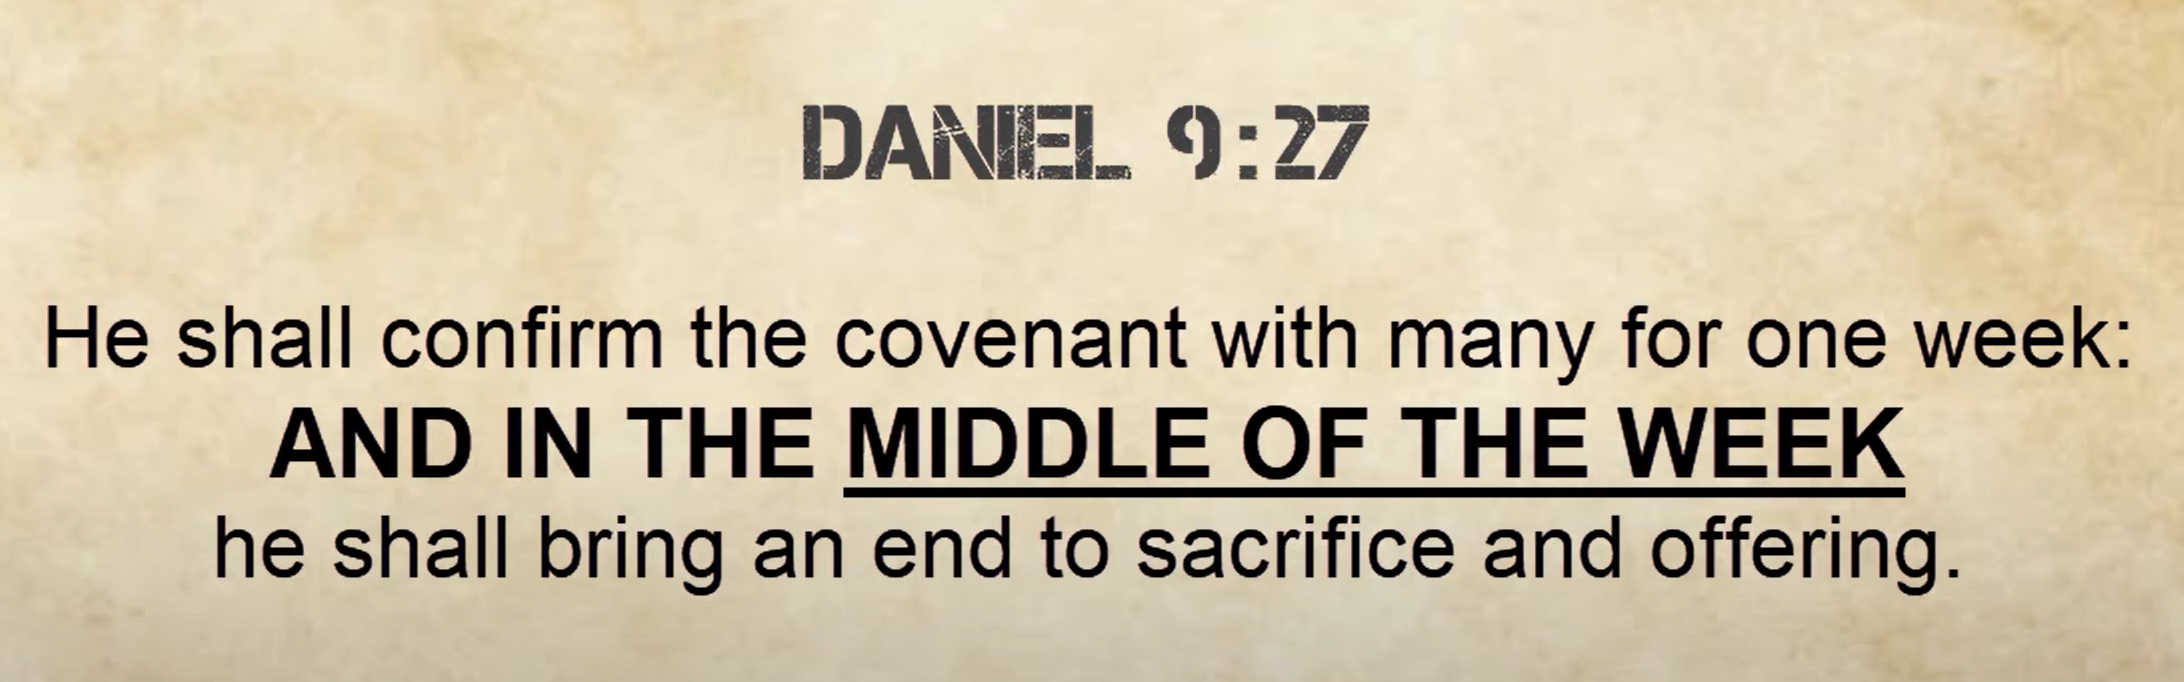 DANIEL 9:27
He shall confirm the covenant with many for one week:
AND IN THE MIDDLE OF THE WEEK
he shall bring an end to sacrifice and offering.